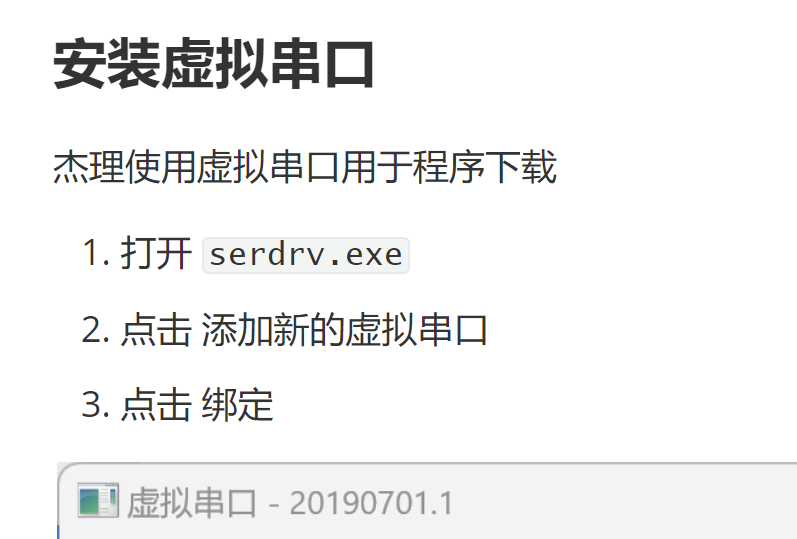 安装虚拟串口
杰理使用虚拟串口用于程序下载
1. 打开 serdrv.exe
2. 点击 添加新的虚拟串口
3. 点击 绑定
虚拟串口 - 20190701.1